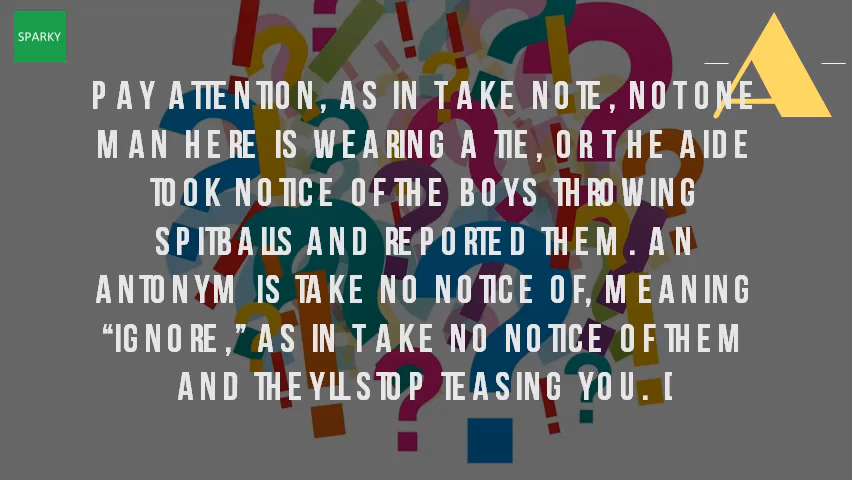 SPARKY
A
PAY ATTENTION, AS IN TAKE NOTE, NOT ONE
MAN HERE IS WEARING A TIE, OR THE AIDE
TOOK NOTICE OF THE BOYS THROWING
SPITBALLS AND REPORTED THEM. AN
ANTONYM IS TAKE NO NOTICE OF, MEANING
“IGNORE,” AS IN TAKE NO NOTICE OF THEM
AND THEYLL STOP TEASING YOU. [